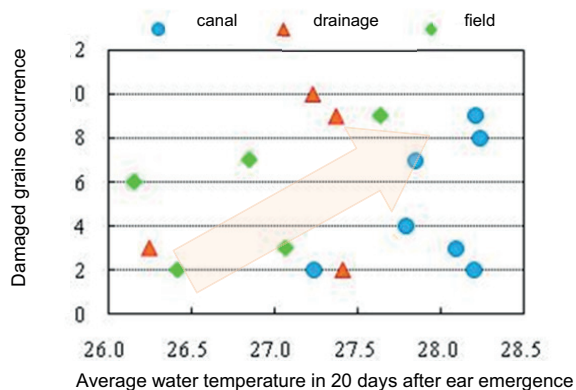 canal drainage field
Damaged grains occurrence
2
0
8
6
4
2
0
26.0 26.5 27.0 27.5 28.0 28.5
Average water temperature in 20 days after ear emergence